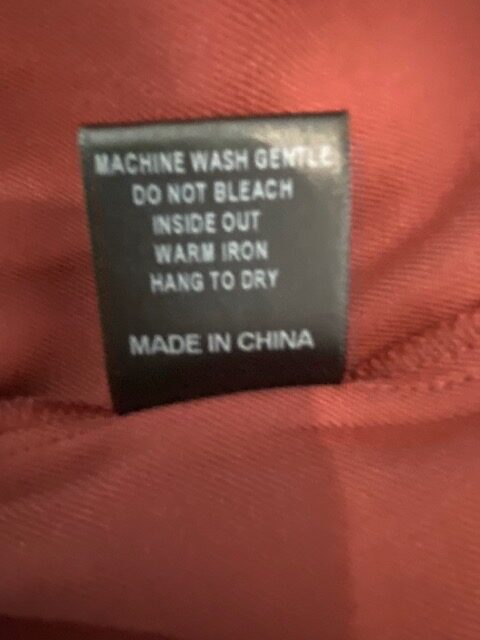 MACHINE WASH GENTLE
DO NOT BLEACH
INSIDE OUT
WARM IRON
HANG TO DRY
MADE IN CHINA